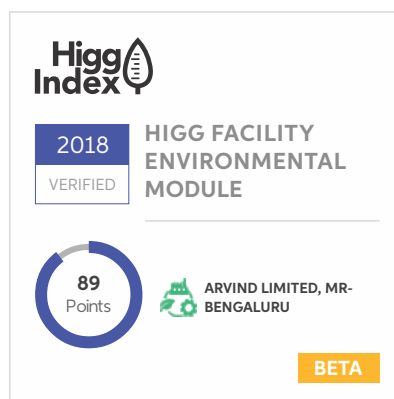 Higg
Index
2018
VERIFIED
HIGG FACILITY
ENVIRONMENTAL
MODULE
89
Points
ARVIND LIMITED, MR-
BENGALURU
BETA